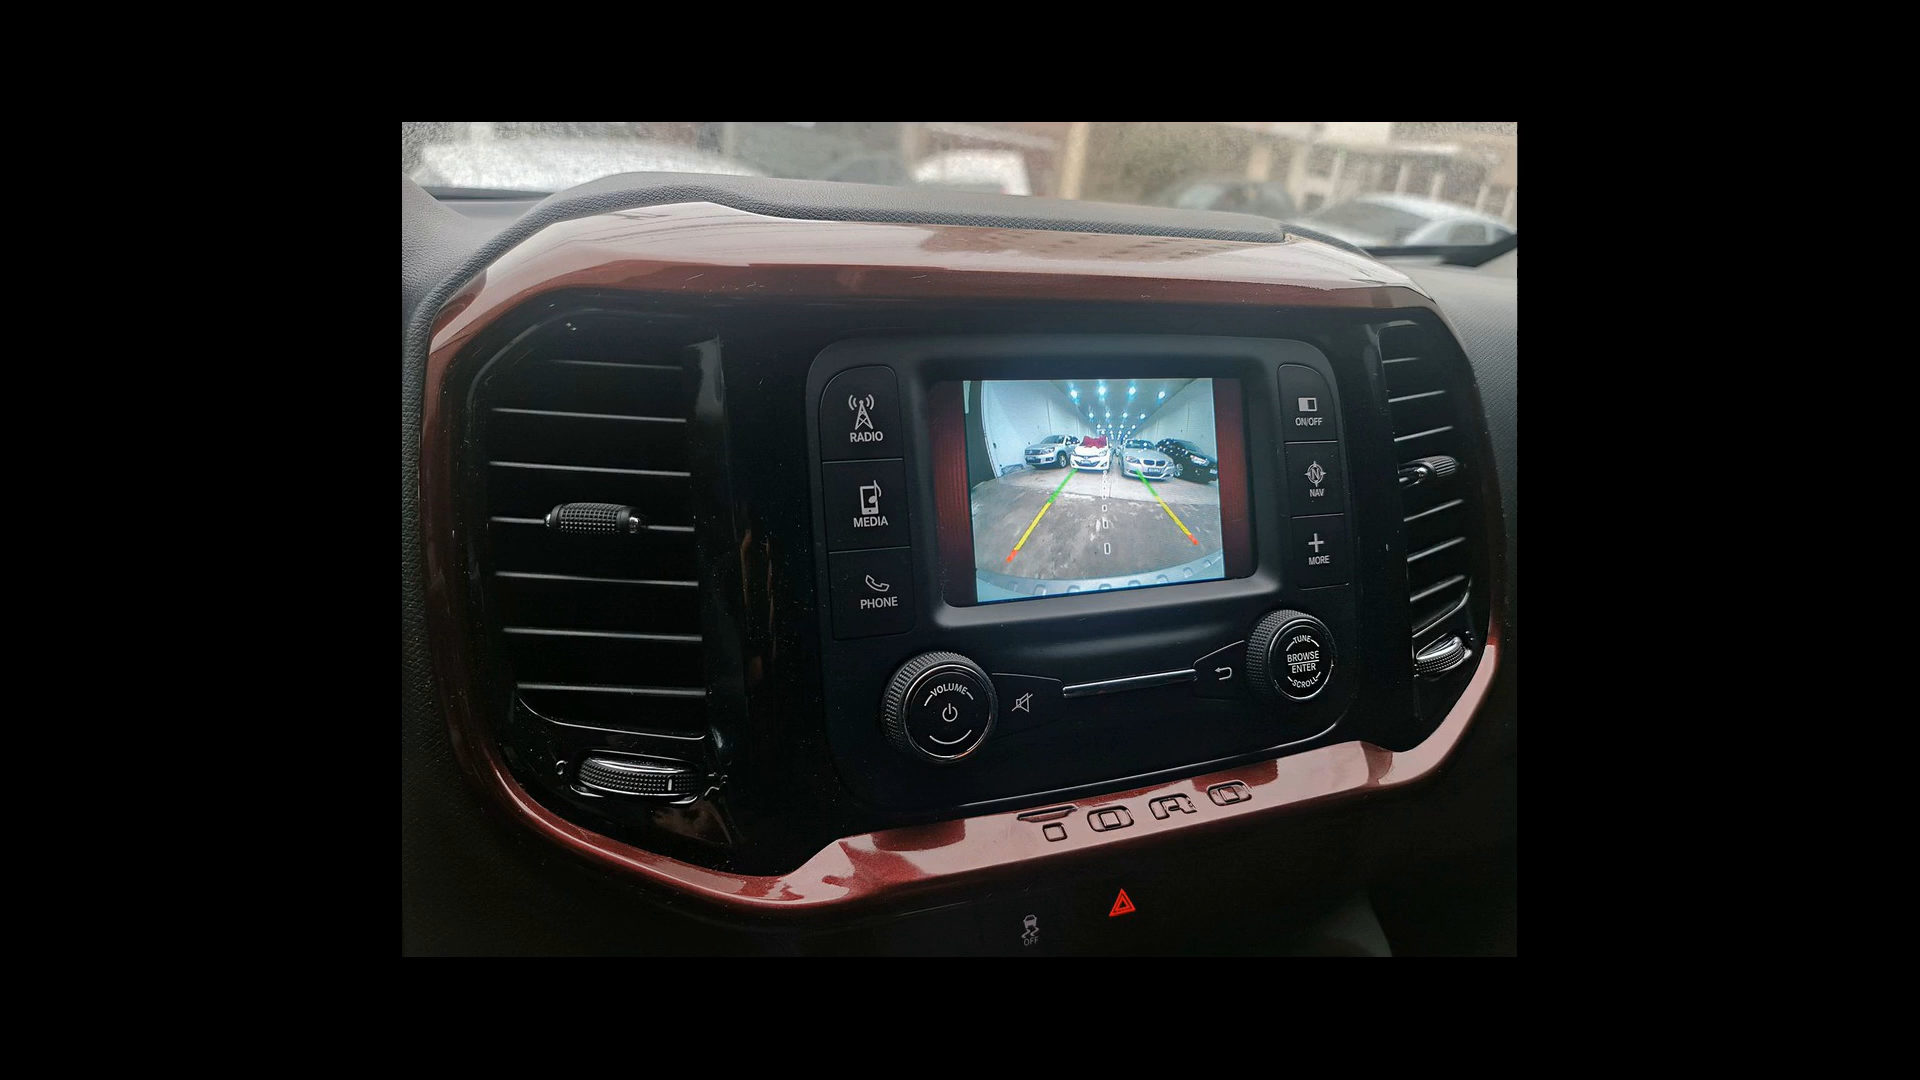 RADIO
MEDIA
PHONE
ON/OFF
N
NAV
MORE
VOLUME
TUNE
BROWSE
ENTER
SCROLL
TORO
OFF